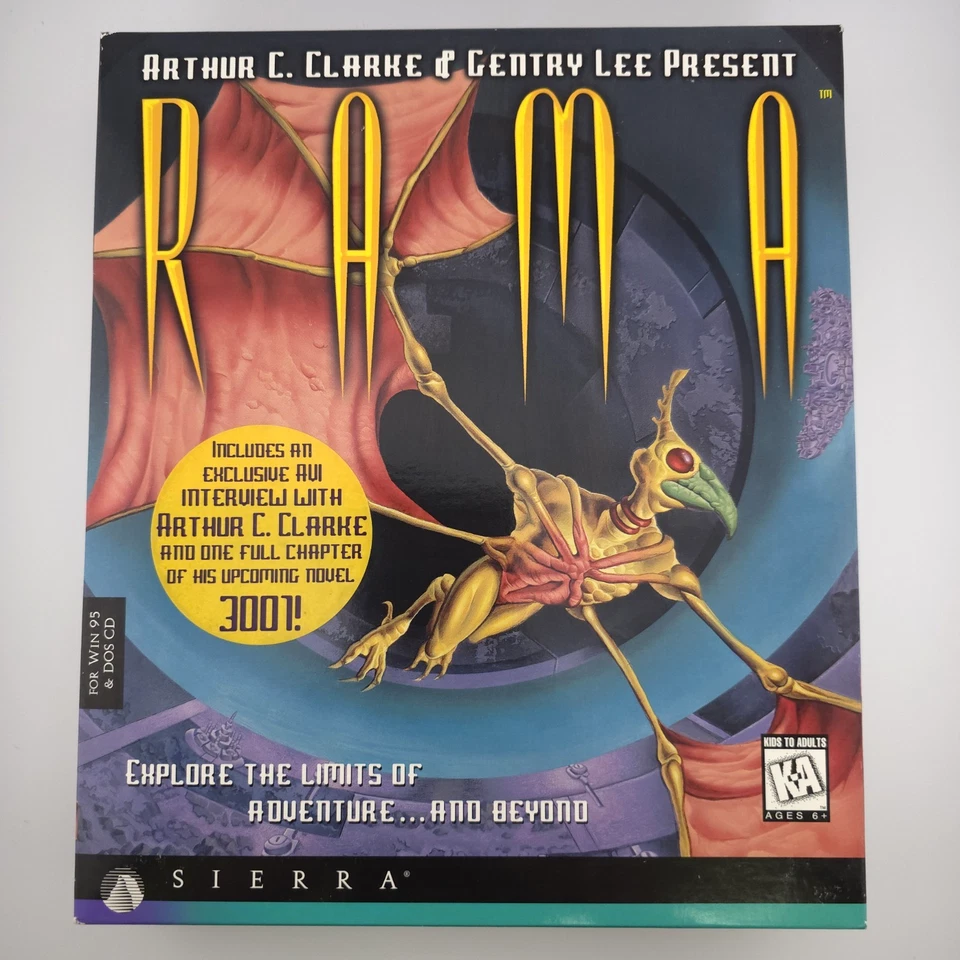 Arthur C. Clarke & Gentry Lee Present
RAMA™
Includes an
exclusive AVI
interview with
Arthur C. Clarke
and one full chapter
of his upcoming novel
3001!
FOR WIN 95
& DOS CD
Explore the limits of
adventure...and beyond
KIDS TO ADULTS
K-A
™
AGES 6+
SIERRA®